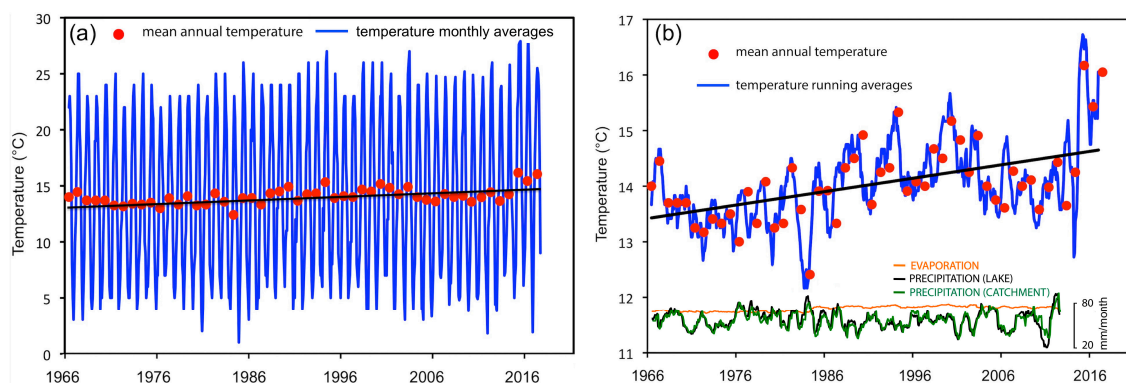 (a) mean annual temperature temperature monthly averages
Temperature (°C)
30
25
20
15
10
5
0
1966 1976 1986 1996 2006 2016
(b)
mean annual temperature
temperature running averages
Temperature (°C)
17
16
15
14
13
12
11
EVAPORATION
PRECIPITATION (LAKE)
PRECIPITATION (CATCHMENT)
80
20
mm/month
1966 1976 1986 1996 2006 2016